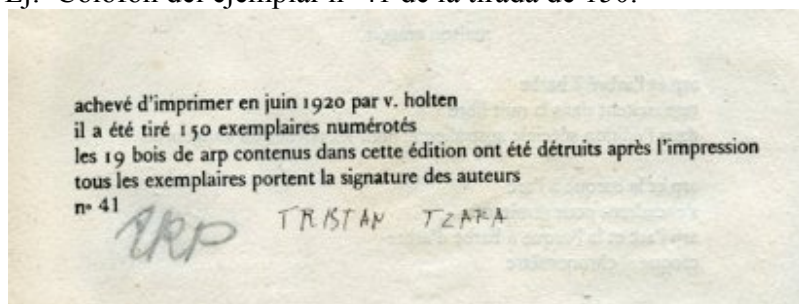 Ej. Colofón del ejemplar nº 41 de la tirada de 150.
achevé d'imprimer en juin 1920 par v. holten
il a été tiré 150 exemplaires numérotés
les 19 bois de arp contenus dans cette édition ont été détruits après l'impression
tous les exemplaires portent la signature des auteurs
nº 41
ARP TRISTAN TZARA